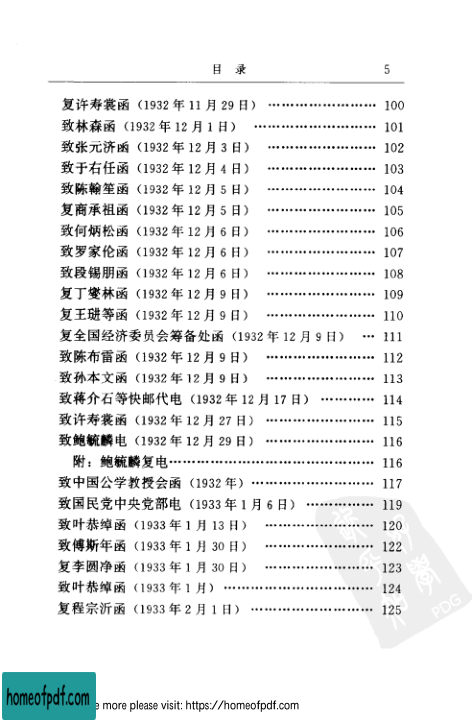 目 录 5
复许寿裳函（1932年11月29日） …………………… 100
致林森函（1932年12月1日） …………………… 101
致张元济函（1932年12月3日） …………………… 102
致于右任函（1932年12月4日） …………………… 103
致陈翰笙函（1932年12月5日） …………………… 104
复商承祖函（1932年12月5日） …………………… 105
致何炳松函（1932年12月6日） …………………… 106
致罗家伦函（1932年12月6日） …………………… 107
致段锡朋函（1932年12月6日） …………………… 108
复丁燮林函（1932年12月9日） …………………… 109
复王琎等函（1932年12月9日） …………………… 110
复全国经济委员会筹备处函（1932年12月9日） … 111
致陈布雷函（1932年12月9日） …………………… 112
致孙本文函（1932年12月9日） …………………… 113
致蒋介石等快邮代电（1932年12月17日） ………… 114
致许寿裳函（1932年12月27日） …………………… 115
致鲍毓麟电（1932年12月29日） …………………… 116
附：鲍毓麟复电…………………………………… 116
致中国公学教授会函（1932年）…………………… 117
致国民党中央党部电（1933年1月6日） ………… 119
致叶恭绰函（1933年1月13日） …………………… 120
致傅斯年函（1933年1月30日） …………………… 122
复李圆净函（1933年1月30日） …………………… 123
致叶恭绰函（1933年1月）………………………… 124
复程宗沂函（1933年2月1日） …………………… 125
PDG
homeofpdf.com
e more please visit: https://homeofpdf.com